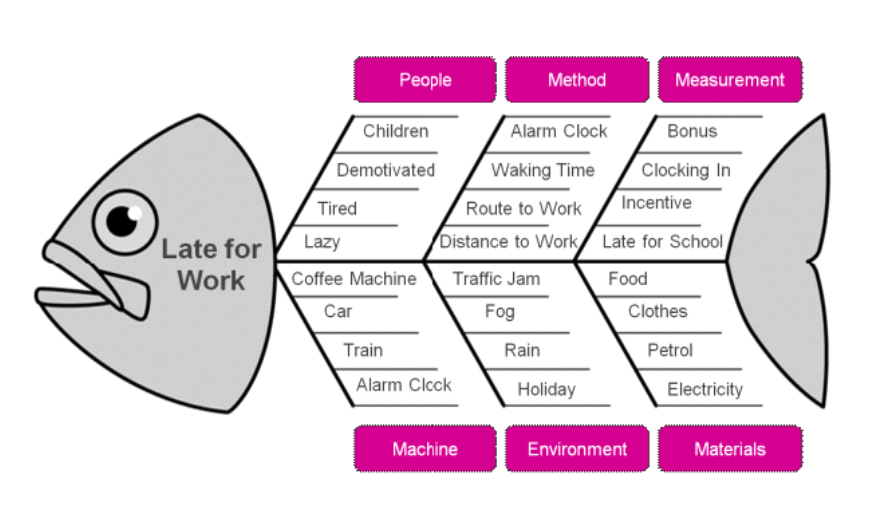 People
Method
Measurement
Children
Alarm Clock
Bonus
Demotivated
Waking Time
Clocking In
Tired
Route to Work
Incentive
Lazy
Distance to Work
Late for School
Late for
Work
Coffee Machine
Traffic Jam
Food
Car
Fog
Clothes
Train
Rain
Petrol
Alarm Clock
Holiday
Electricity
Machine
Environment
Materials